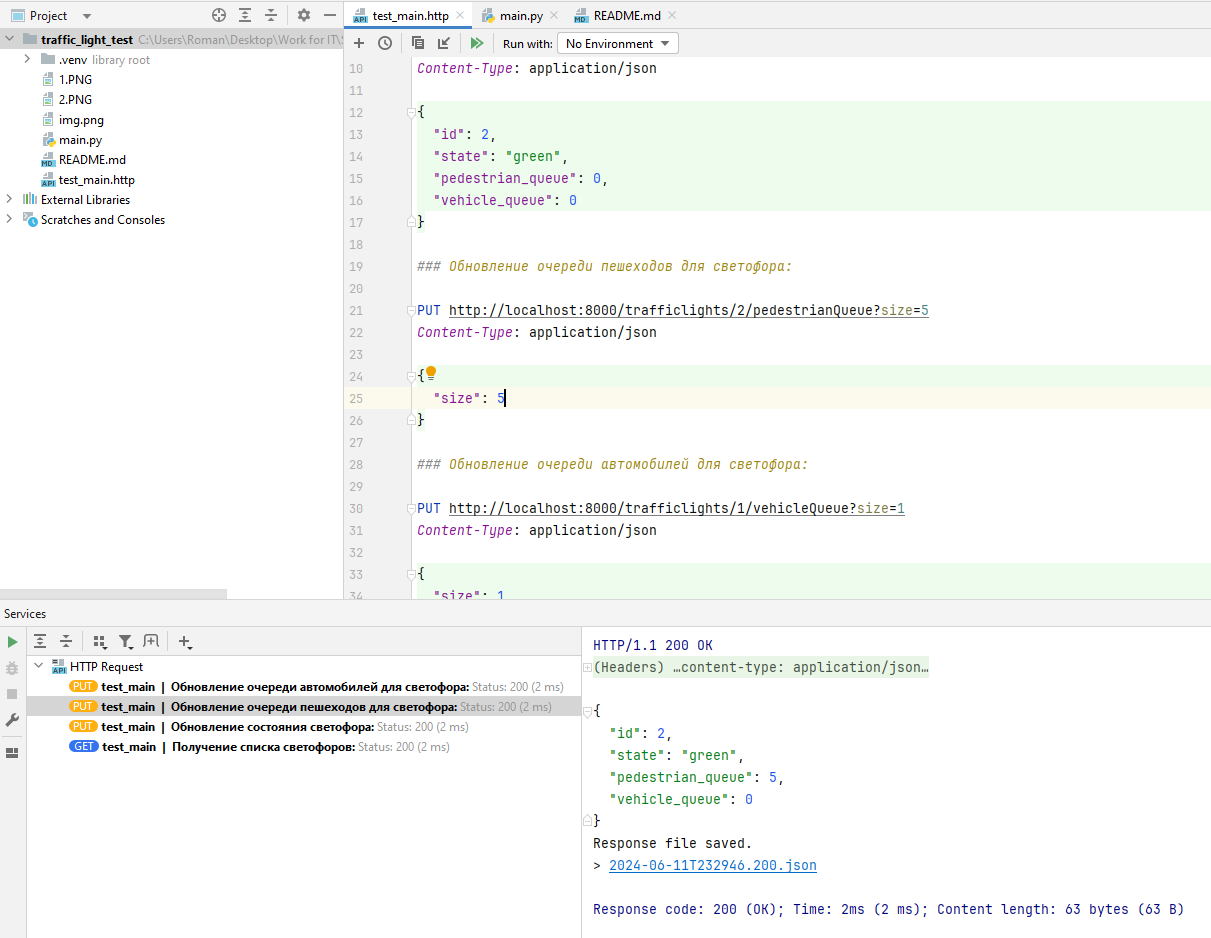 Project
traffic_light_test C:\Users\Roman\Desktop\Work for IT\S
.venv library root
1.PNG
2.PNG
img.png
main.py
README.md
test_main.http
External Libraries
Scratches and Consoles
test_main.http
main.py
README.md
Run with: No Environment
10 Content-Type: application/json
11
12 {
13 "id": 2,
14 "state": "green",
15 "pedestrian_queue": 0,
16 "vehicle_queue": 0
17 }
18
19 ### Обновление очереди пешеходов для светофора:
20
21 PUT http://localhost:8000/trafficlights/2/pedestrianQueue?size=5
22 Content-Type: application/json
23
24 {
25 "size": 5
26 }
27
28 ### Обновление очереди автомобилей для светофора:
29
30 PUT http://localhost:8000/trafficlights/1/vehicleQueue?size=1
31 Content-Type: application/json
32
33 {
34 "size": 1
Services
HTTP Request
PUT test_main | Обновление очереди автомобилей для светофора: Status: 200 (2 ms)
PUT test_main | Обновление очереди пешеходов для светофора: Status: 200 (2 ms)
PUT test_main | Обновление состояния светофора: Status: 200 (2 ms)
GET test_main | Получение списка светофоров: Status: 200 (2 ms)
HTTP/1.1 200 OK
(Headers) …content-type: application/json…
{
"id": 2,
"state": "green",
"pedestrian_queue": 5,
"vehicle_queue": 0
}
Response file saved.
> 2024-06-11T232946.200.json
Response code: 200 (OK); Time: 2ms (2 ms); Content length: 63 bytes (63 B)